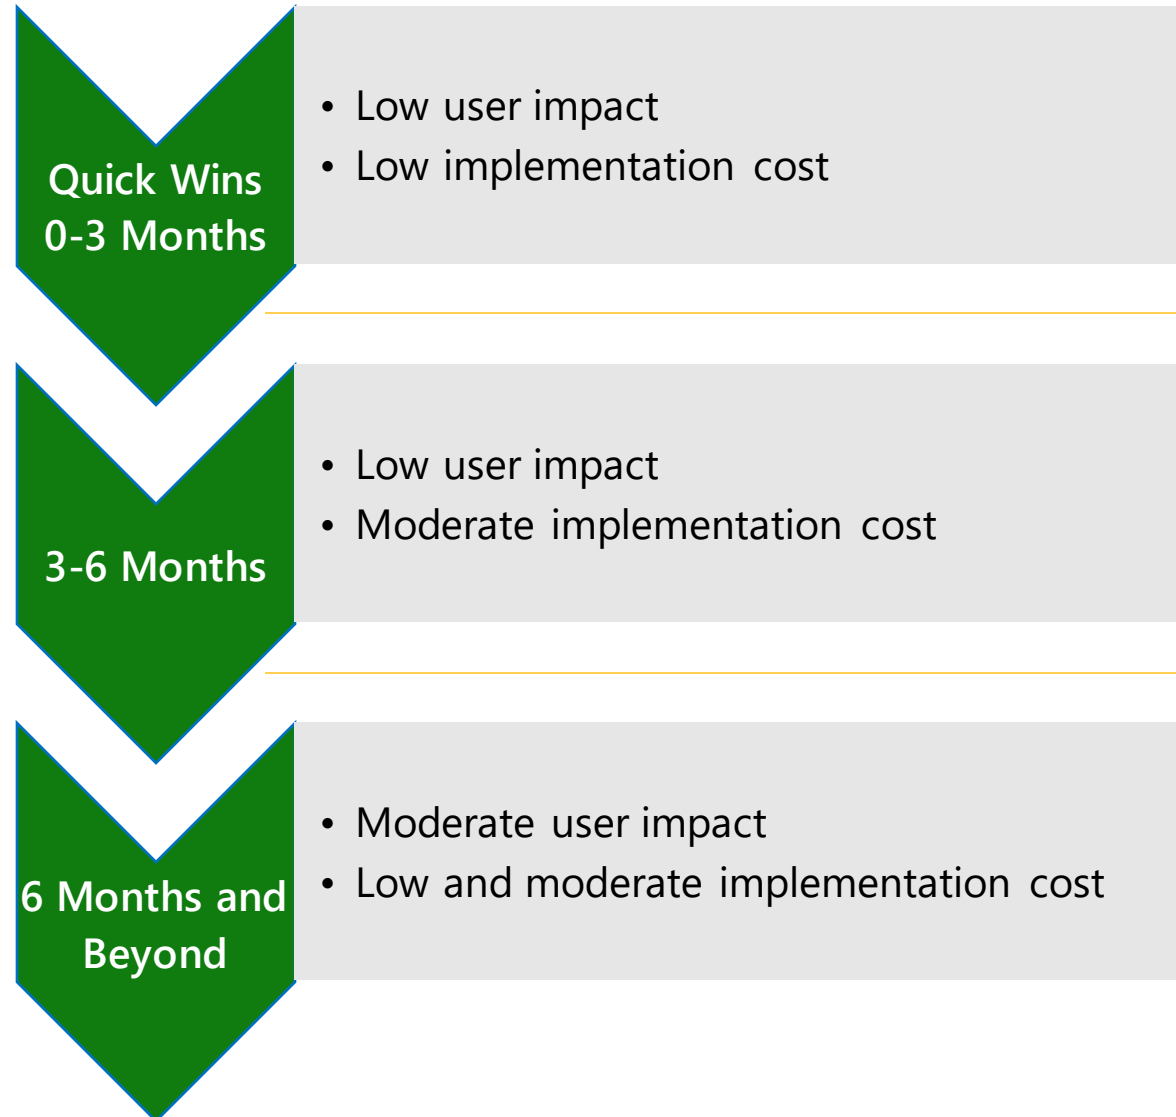 Quick Wins
0-3 Months
• Low user impact
• Low implementation cost
3-6 Months
• Low user impact
• Moderate implementation cost
6 Months and
Beyond
• Moderate user impact
• Low and moderate implementation cost